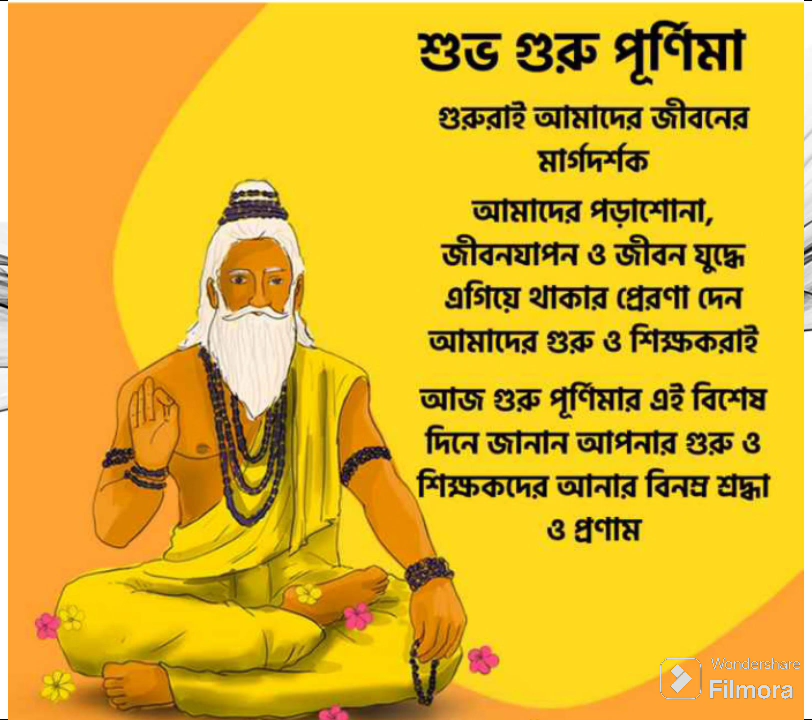 শুভ গুরু পূর্ণিমা
গুরুরাই আমাদের জীবনের
মার্গদর্শক
আমাদের পড়াশোনা,
জীবনযাপন ও জীবন যুদ্ধে
এগিয়ে থাকার প্রেরণা দেন
আমাদের গুরু ও শিক্ষকরাই
আজ গুরু পূর্ণিমার এই বিশেষ
দিনে জানান আপনার গুরু ও
শিক্ষকদের আনার বিনম্র শ্রদ্ধা
ও প্রণাম
Wondershare
Filmora